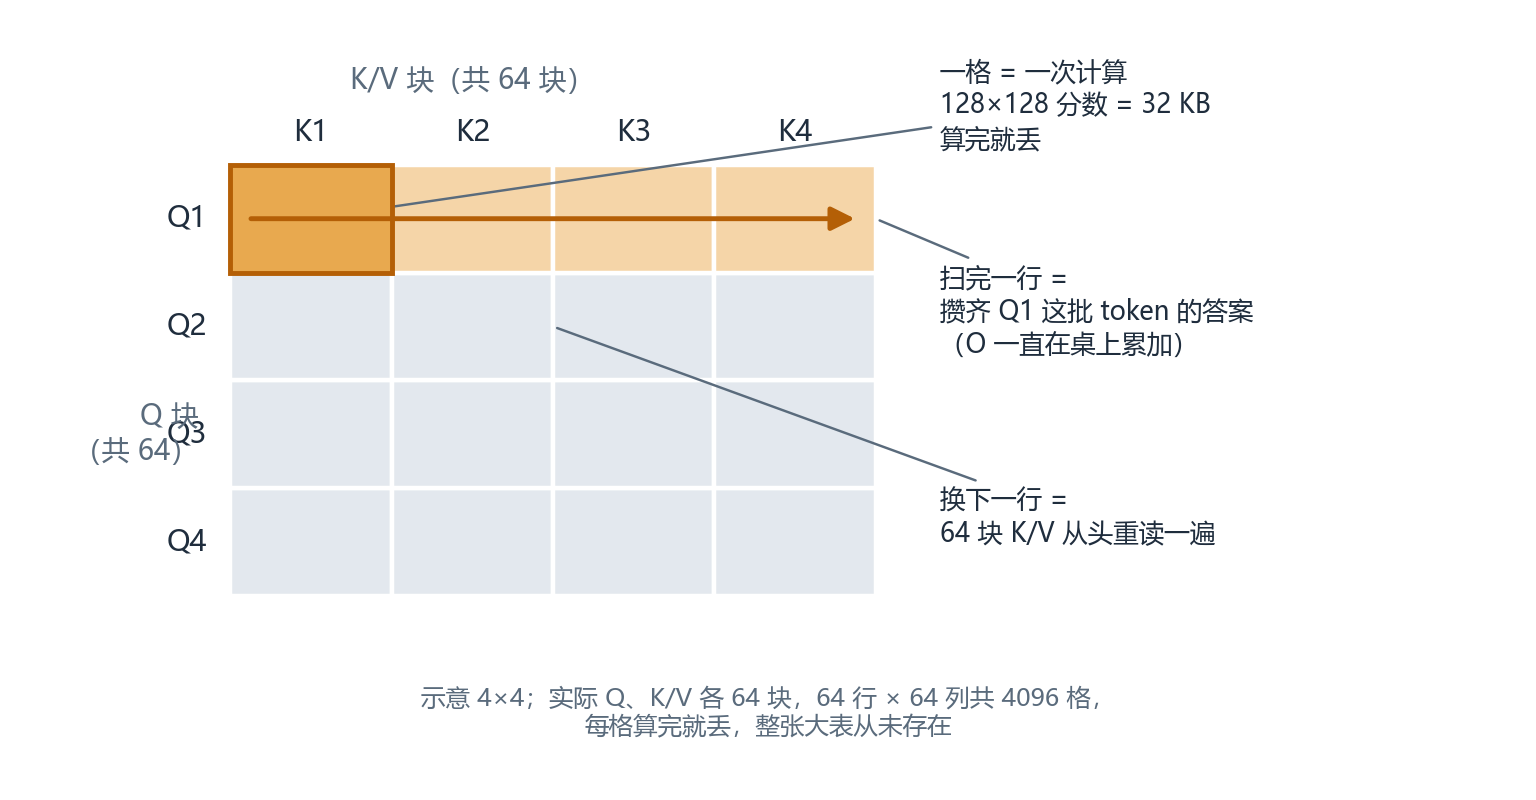 K/V 块（共 64 块）
K1 K2 K3 K4
一格 = 一次计算
128×128 分数 = 32 KB
算完就丢
Q1
扫完一行 =
攒齐 Q1 这批 token 的答案
（O 一直在桌上累加）
Q2
Q 块
（共 64）
Q3
换下一行 =
64 块 K/V 从头重读一遍
Q4
示意 4×4；实际 Q、K/V 各 64 块，64 行 × 64 列共 4096 格，
每格算完就丢，整张大表从未存在